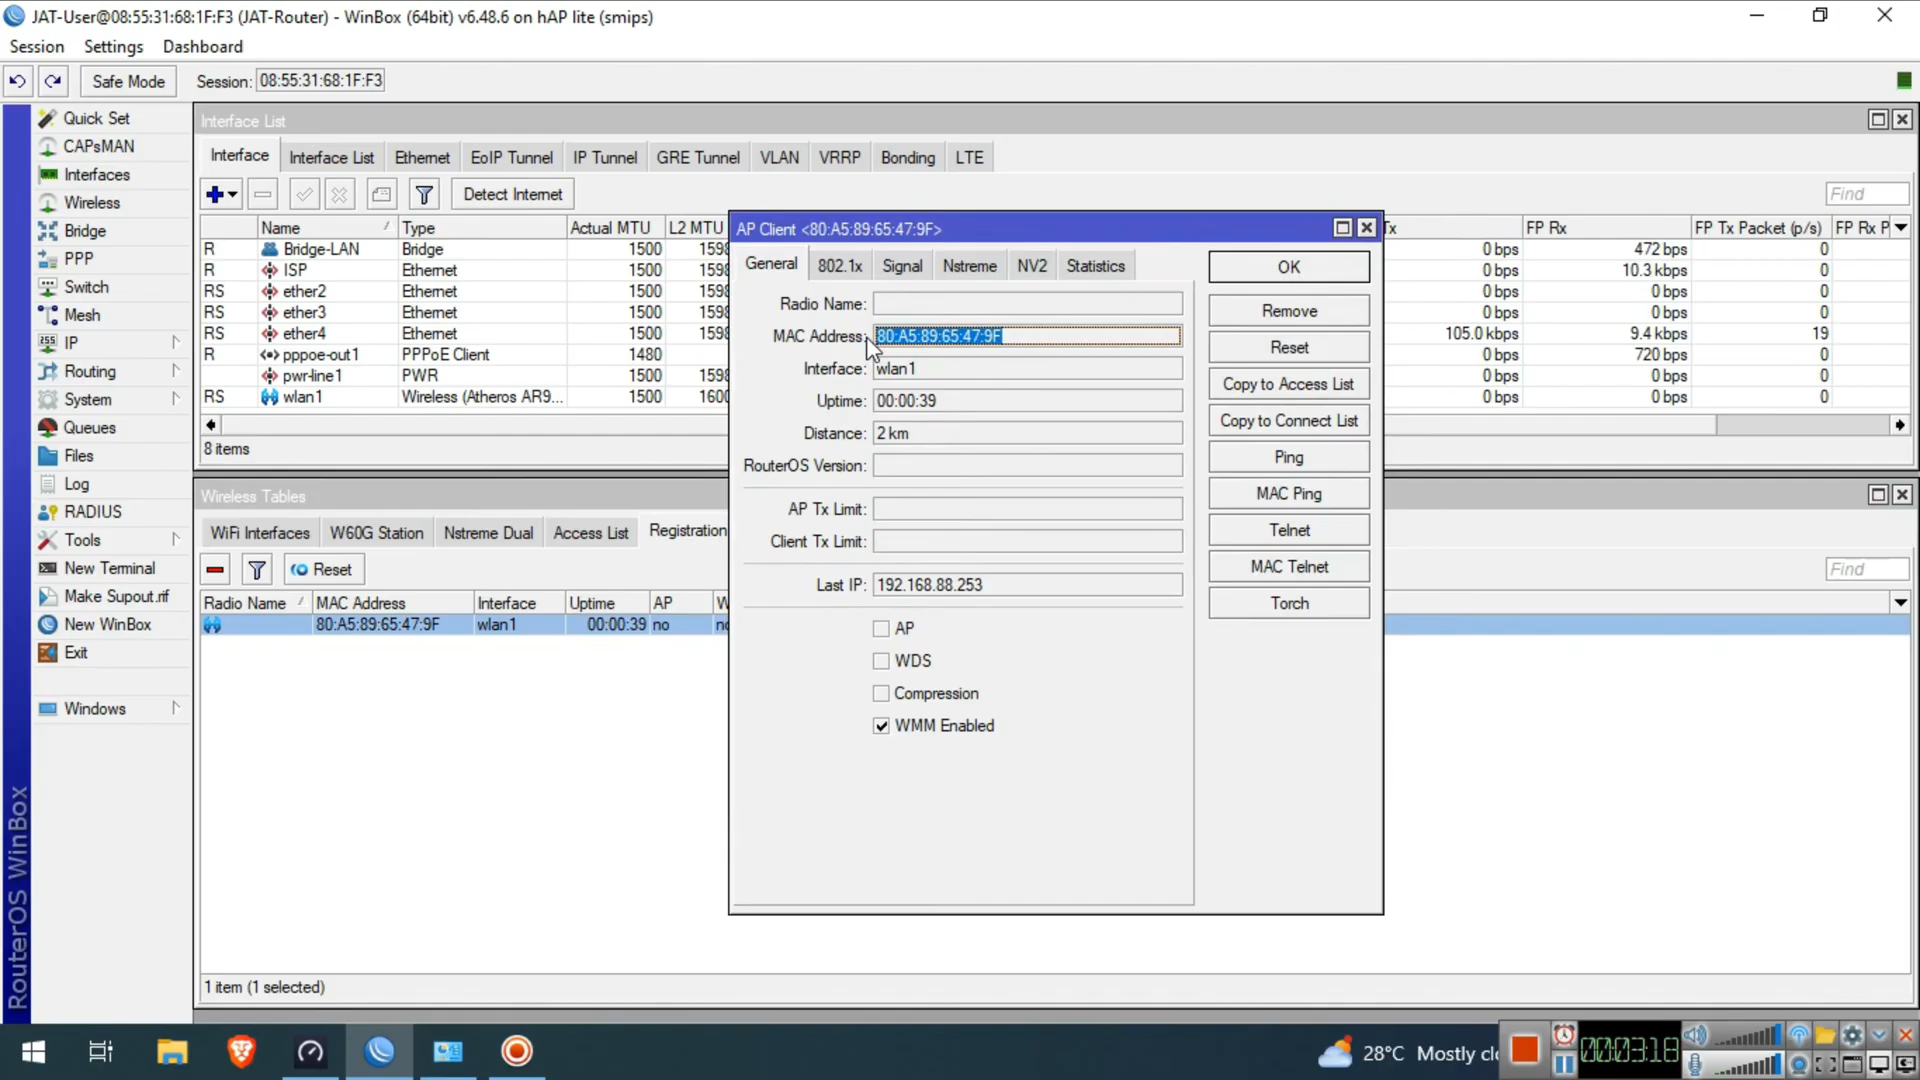 JAT-User@08:55:31:68:1F:F3 (JAT-Router) - WinBox (64bit) v6.48.6 on hAP lite (smips)
Session Settings Dashboard
Safe Mode Session: 08:55:31:68:1F:F3
Quick Set
CAPsMAN
Interfaces
Wireless
Bridge
PPP
Switch
Mesh
IP
Routing
System
Queues
Files
Log
RADIUS
Tools
New Terminal
Make Supout.rif
New WinBox
Exit
Windows
RouterOS WinBox
Interface List
Interface Interface List Ethernet EoIP Tunnel IP Tunnel GRE Tunnel VLAN VRRP Bonding LTE
Detect Internet Find
Name Type Actual MTU L2 MTU Tx FP Rx FP Tx Packet (p/s) FP Rx P
R Bridge-LAN Bridge 1500 1598 0 bps 472 bps 0
R ISP Ethernet 1500 1598 0 bps 10.3 kbps 0
RS ether2 Ethernet 1500 1598 0 bps 0 bps 0
RS ether3 Ethernet 1500 1598 0 bps 0 bps 0
RS ether4 Ethernet 1500 1598 105.0 kbps 9.4 kbps 19
R pppoe-out1 PPPoE Client 1480 0 bps 720 bps 0
pwr-line1 PWR 1500 1598 0 bps 0 bps 0
RS wlan1 Wireless (Atheros AR9... 1500 1600 0 bps 0 bps 0
8 items
Wireless Tables
WiFi Interfaces W60G Station Nstreme Dual Access List Registration
Reset Find
Radio Name MAC Address Interface Uptime AP W
80:A5:89:65:47:9F wlan1 00:00:39 no no
1 item (1 selected)
AP Client <80:A5:89:65:47:9F>
General 802.1x Signal Nstreme NV2 Statistics
Radio Name:
MAC Address: 80:A5:89:65:47:9F
Interface: wlan1
Uptime: 00:00:39
Distance: 2 km
RouterOS Version:
AP Tx Limit:
Client Tx Limit:
Last IP: 192.168.88.253
AP
WDS
Compression
WMM Enabled
OK
Remove
Reset
Copy to Access List
Copy to Connect List
Ping
MAC Ping
Telnet
MAC Telnet
Torch
28°C Mostly clo
00:03:18